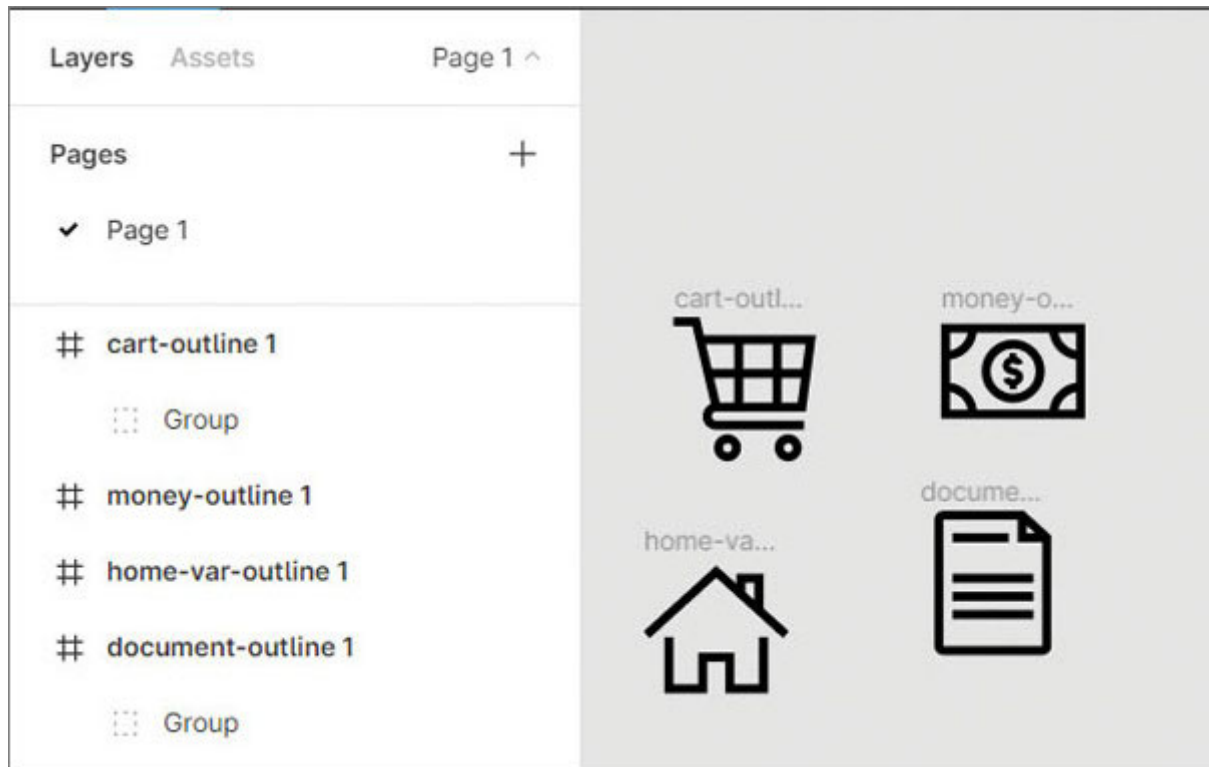 Layers Assets Page 1
Pages
Page 1
cart-outline 1
Group
money-outline 1
home-var-outline 1
document-outline 1
Group
cart-outl...
money-o...
$
docume...
home-va...